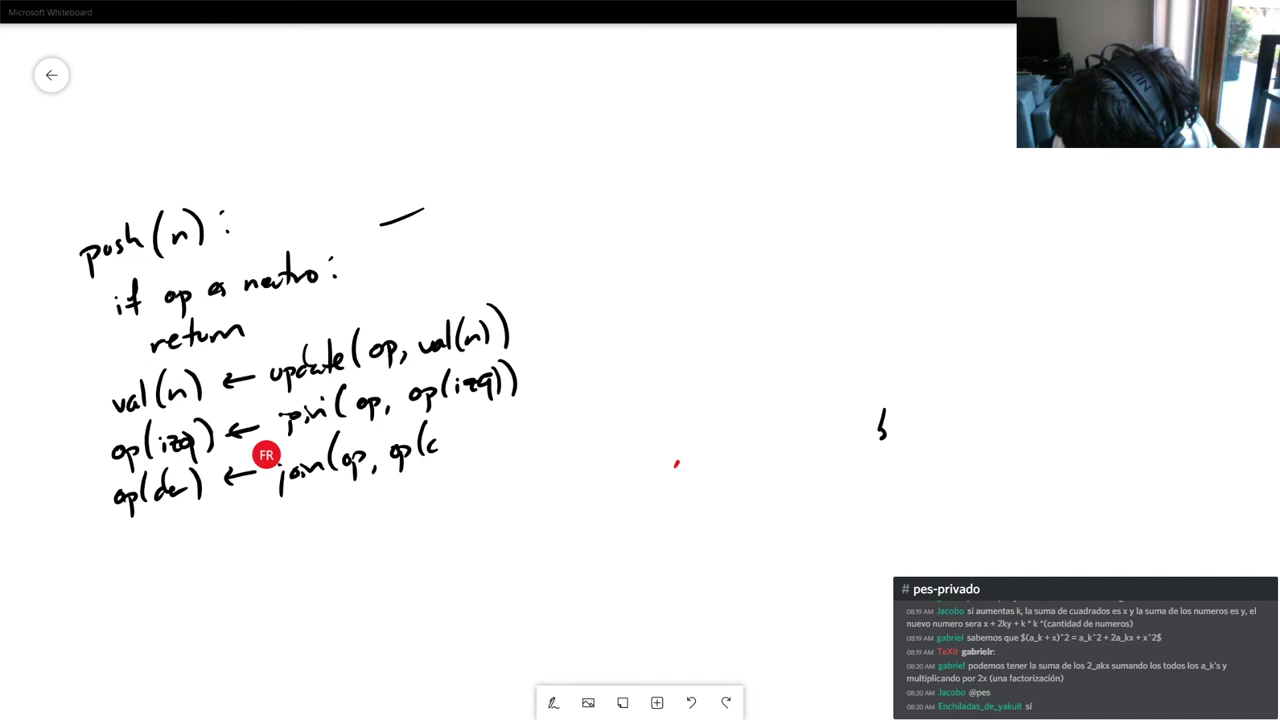 Microsoft Whiteboard
push(n):
if op es neutro:
return
val(n) ← update(op, val(n))
op(izq) ← join(op, op(izq))
op(der) ← join(op, op(d
FR
# pes-privado
08:19 AM Jacobo si aumentas k, la suma de cuadrados es x y la suma de los numeros es y, el
nuevo numero sera x + 2ky + k * k *(cantidad de numeros)
08:19 AM gabriel sabemos que $(a_k + x)^2 = a_k^2 + 2a_kx + x^2$
08:19 AM TeXit gabrielr:
08:20 AM gabriel podemos tener la suma de los 2_akx sumando los todos los a_k's y
multiplicando por 2x (una factorización)
08:20 AM Jacobo @pes
08:20 AM Enchiladas_de_yakult sí